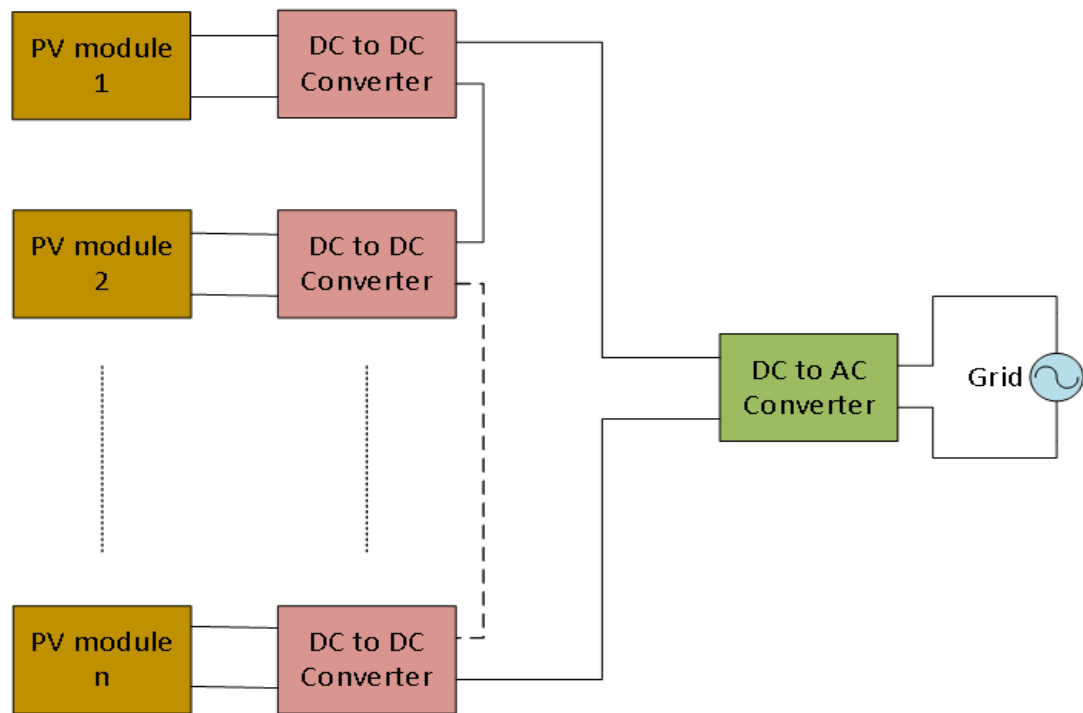 PV module
1
DC to DC
Converter
PV module
2
DC to DC
Converter
DC to AC
Converter
Grid
PV module
n
DC to DC
Converter